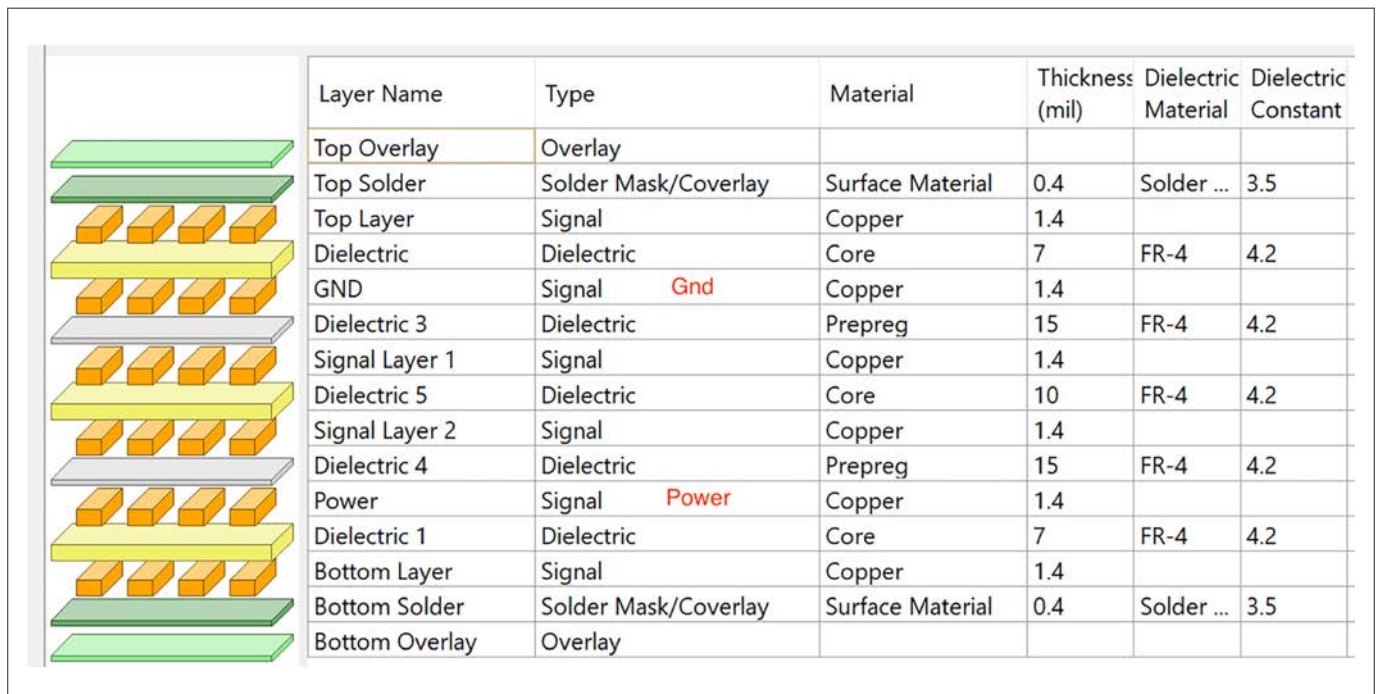 Layer Name Type Material Thickness (mil) Dielectric Material Dielectric Constant
Top Overlay Overlay
Top Solder Solder Mask/Coverlay Surface Material 0.4 Solder ... 3.5
Top Layer Signal Copper 1.4
Dielectric Dielectric Core 7 FR-4 4.2
GND Signal Gnd Copper 1.4
Dielectric 3 Dielectric Prepreg 15 FR-4 4.2
Signal Layer 1 Signal Copper 1.4
Dielectric 5 Dielectric Core 10 FR-4 4.2
Signal Layer 2 Signal Copper 1.4
Dielectric 4 Dielectric Prepreg 15 FR-4 4.2
Power Signal Power Copper 1.4
Dielectric 1 Dielectric Core 7 FR-4 4.2
Bottom Layer Signal Copper 1.4
Bottom Solder Solder Mask/Coverlay Surface Material 0.4 Solder ... 3.5
Bottom Overlay Overlay